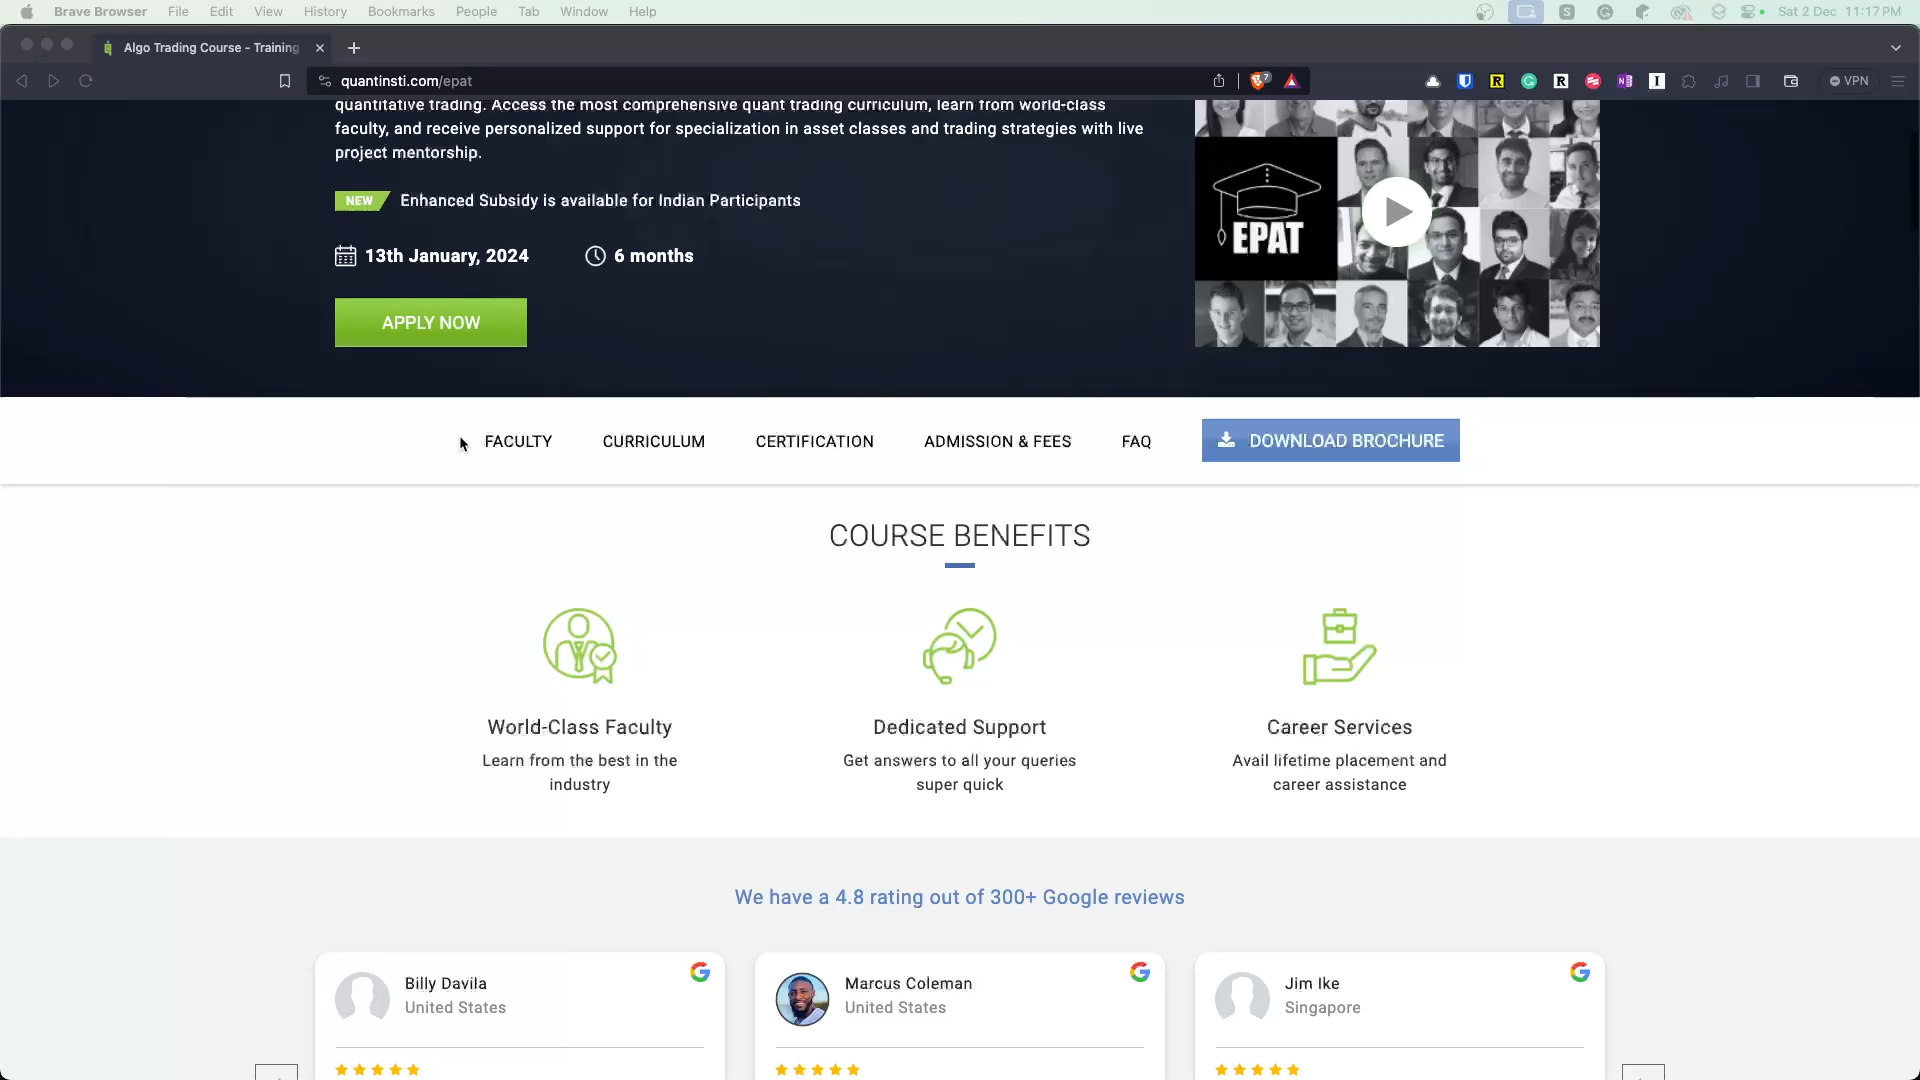 Brave Browser File Edit View History Bookmarks People Tab Window Help Sat 2 Dec 11:17 PM
Algo Trading Course - Training
quantinsti.com/epat 7 VPN
quantitative trading. Access the most comprehensive quant trading curriculum, learn from world-class
faculty, and receive personalized support for specialization in asset classes and trading strategies with live
project mentorship.
NEW Enhanced Subsidy is available for Indian Participants
13th January, 2024 6 months
APPLY NOW
EPAT
FACULTY CURRICULUM CERTIFICATION ADMISSION & FEES FAQ DOWNLOAD BROCHURE
COURSE BENEFITS
World-Class Faculty
Learn from the best in the
industry
Dedicated Support
Get answers to all your queries
super quick
Career Services
Avail lifetime placement and
career assistance
We have a 4.8 rating out of 300+ Google reviews
Billy Davila
United States
Marcus Coleman
United States
Jim Ike
Singapore